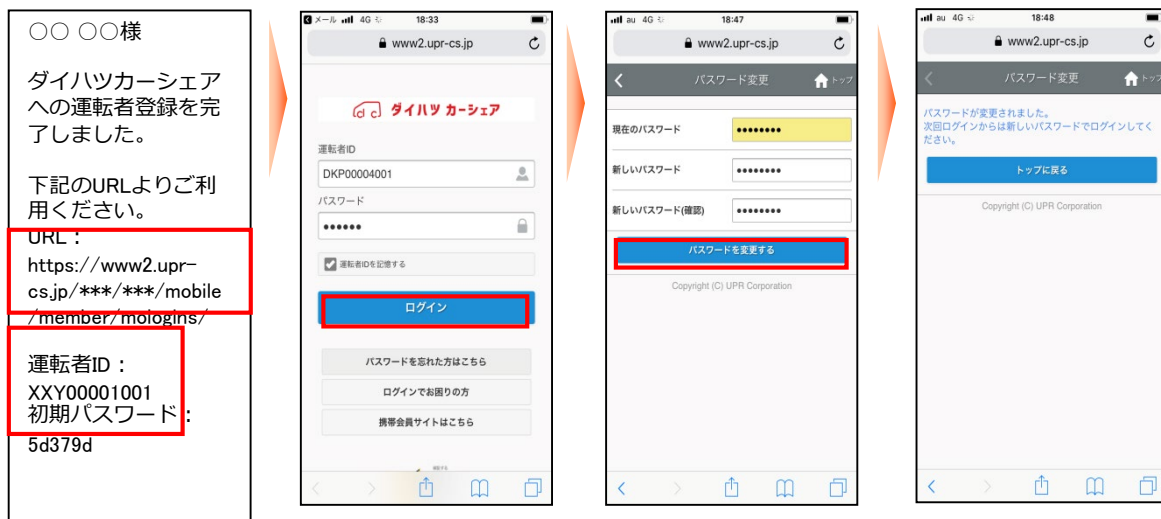 ○○ ○○様
ダイハツカーシェア
への運転者登録を完
了しました。
下記のURLよりご利
用ください。
URL：
https://www2.upr-
cs.jp/***/***/mobile
/member/mologins/
運転者ID：
XXY00001001
初期パスワード：
5d379d
メール 4G 18:33
www2.upr-cs.jp
ダイハツ カーシェア
運転者ID
DKP00004001
パスワード
••••••
運転者IDを記憶する
ログイン
パスワードを忘れた方はこちら
ログインでお困りの方
携帯会員サイトはこちら
au 4G 18:47
www2.upr-cs.jp
パスワード変更 トップ
現在のパスワード ••••••••
新しいパスワード ••••••••
新しいパスワード(確認) ••••••••
パスワードを変更する
Copyright (C) UPR Corporation
au 4G 18:48
www2.upr-cs.jp
パスワード変更 トップ
パスワードが変更されました。
次回ログインからは新しいパスワードでログインしてく
ださい。
トップに戻る
Copyright (C) UPR Corporation